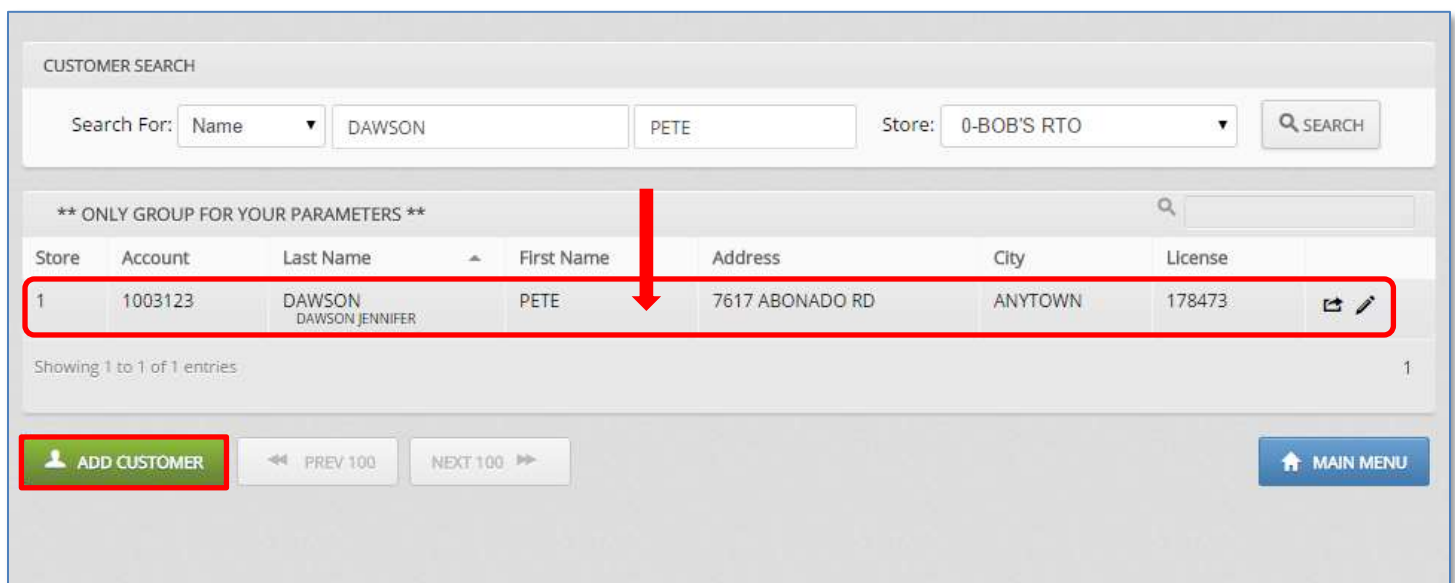 CUSTOMER SEARCH
Search For: Name DAWSON PETE Store: 0-BOB'S RTO SEARCH
** ONLY GROUP FOR YOUR PARAMETERS **
Store Account Last Name First Name Address City License
1 1003123 DAWSON PETE 7617 ABONADO RD ANYTOWN 178473
DAWSON JENNIFER
Showing 1 to 1 of 1 entries 1
ADD CUSTOMER PREV 100 NEXT 100 MAIN MENU